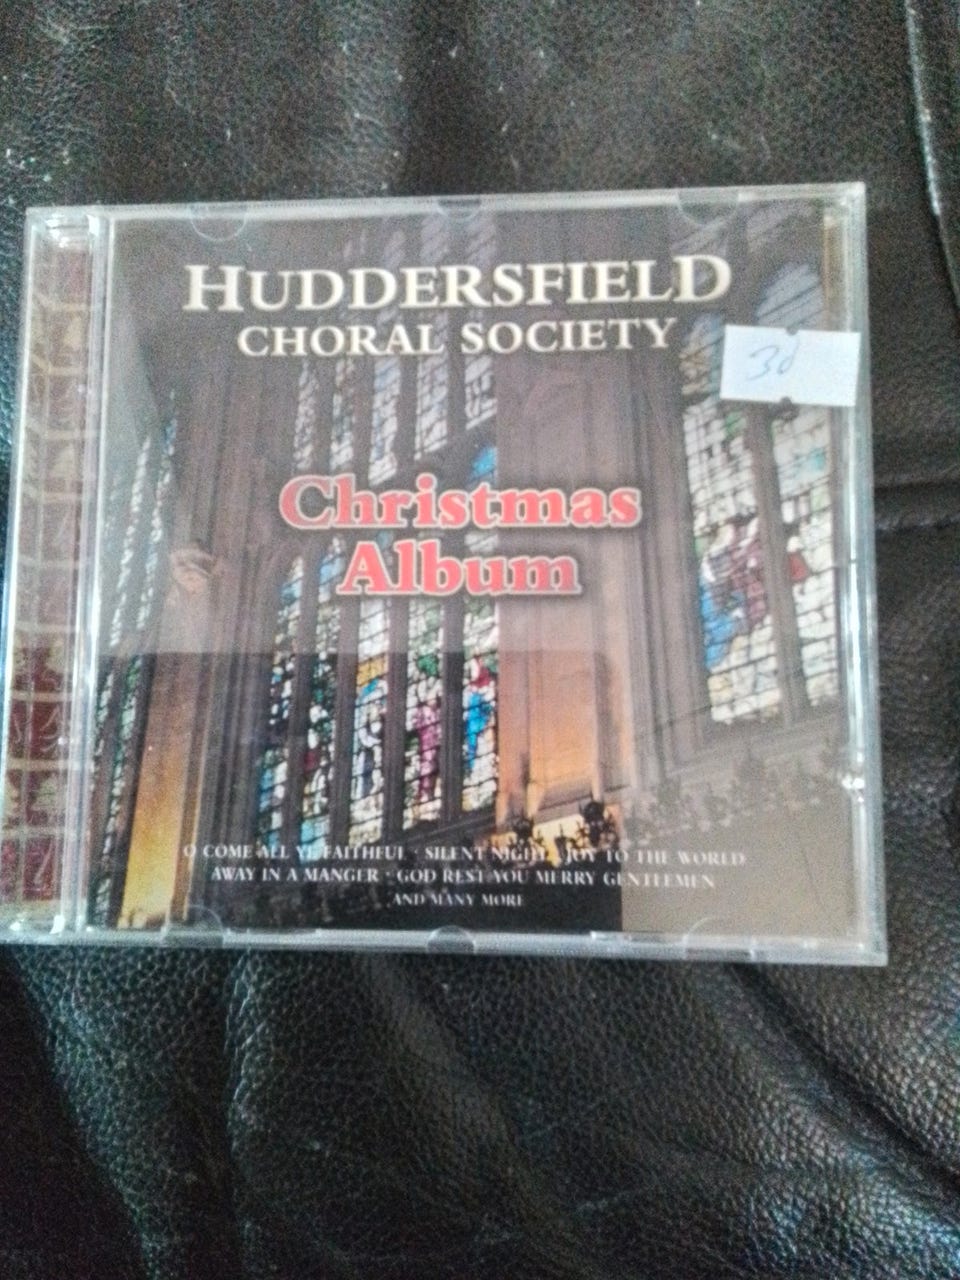 HUDDERSFIELD
CHORAL SOCIETY
3d
Christmas
Album
O COME ALL YE FAITHFUL · SILENT NIGHT · JOY TO THE WORLD
AWAY IN A MANGER · GOD REST YOU MERRY GENTLEMEN
AND MANY MORE